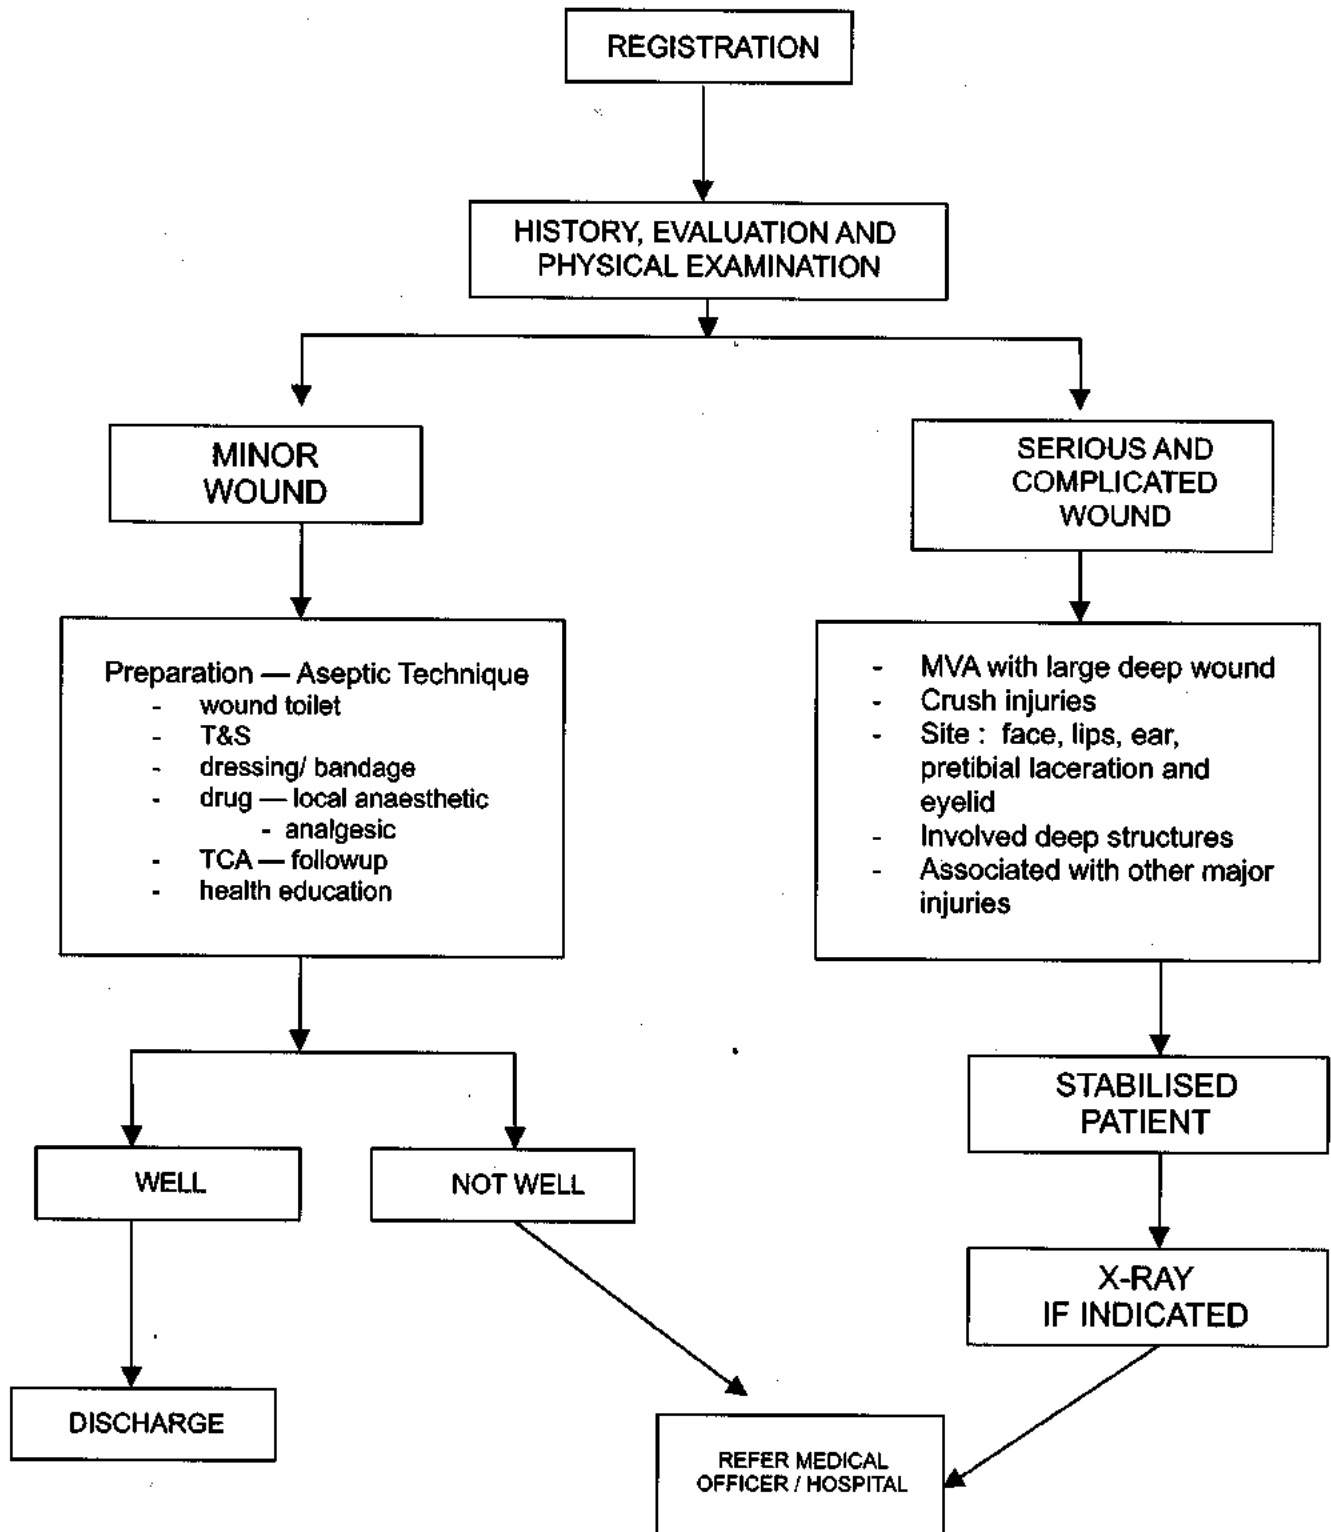 REGISTRATION
HISTORY, EVALUATION AND
PHYSICAL EXAMINATION
MINOR
WOUND
SERIOUS AND
COMPLICATED
WOUND
Preparation — Aseptic Technique
- wound toilet
- T&S
- dressing/ bandage
- drug — local anaesthetic
- analgesic
- TCA — followup
- health education
- MVA with large deep wound
- Crush injuries
- Site : face, lips, ear,
pretibial laceration and
eyelid
- Involved deep structures
- Associated with other major
injuries
WELL
NOT WELL
STABILISED
PATIENT
X-RAY
IF INDICATED
DISCHARGE
REFER MEDICAL
OFFICER / HOSPITAL